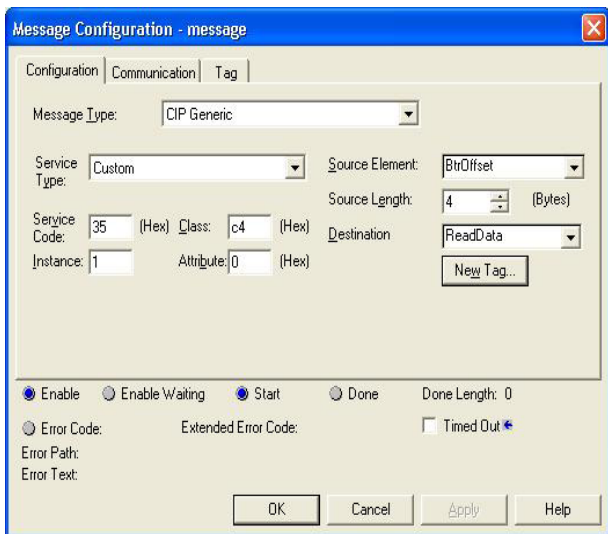 Message Configuration - message
Configuration Communication Tag
Message Type: CIP Generic
Service Type: Custom
Source Element: BtrOffset
Source Length: 4 (Bytes)
Service Code: 35 (Hex) Class: c4 (Hex)
Destination ReadData
Instance: 1 Attribute: 0 (Hex)
New Tag...
Enable Enable Waiting Start Done Done Length: 0
Error Code: Extended Error Code: Timed Out
Error Path:
Error Text:
OK Cancel Apply Help